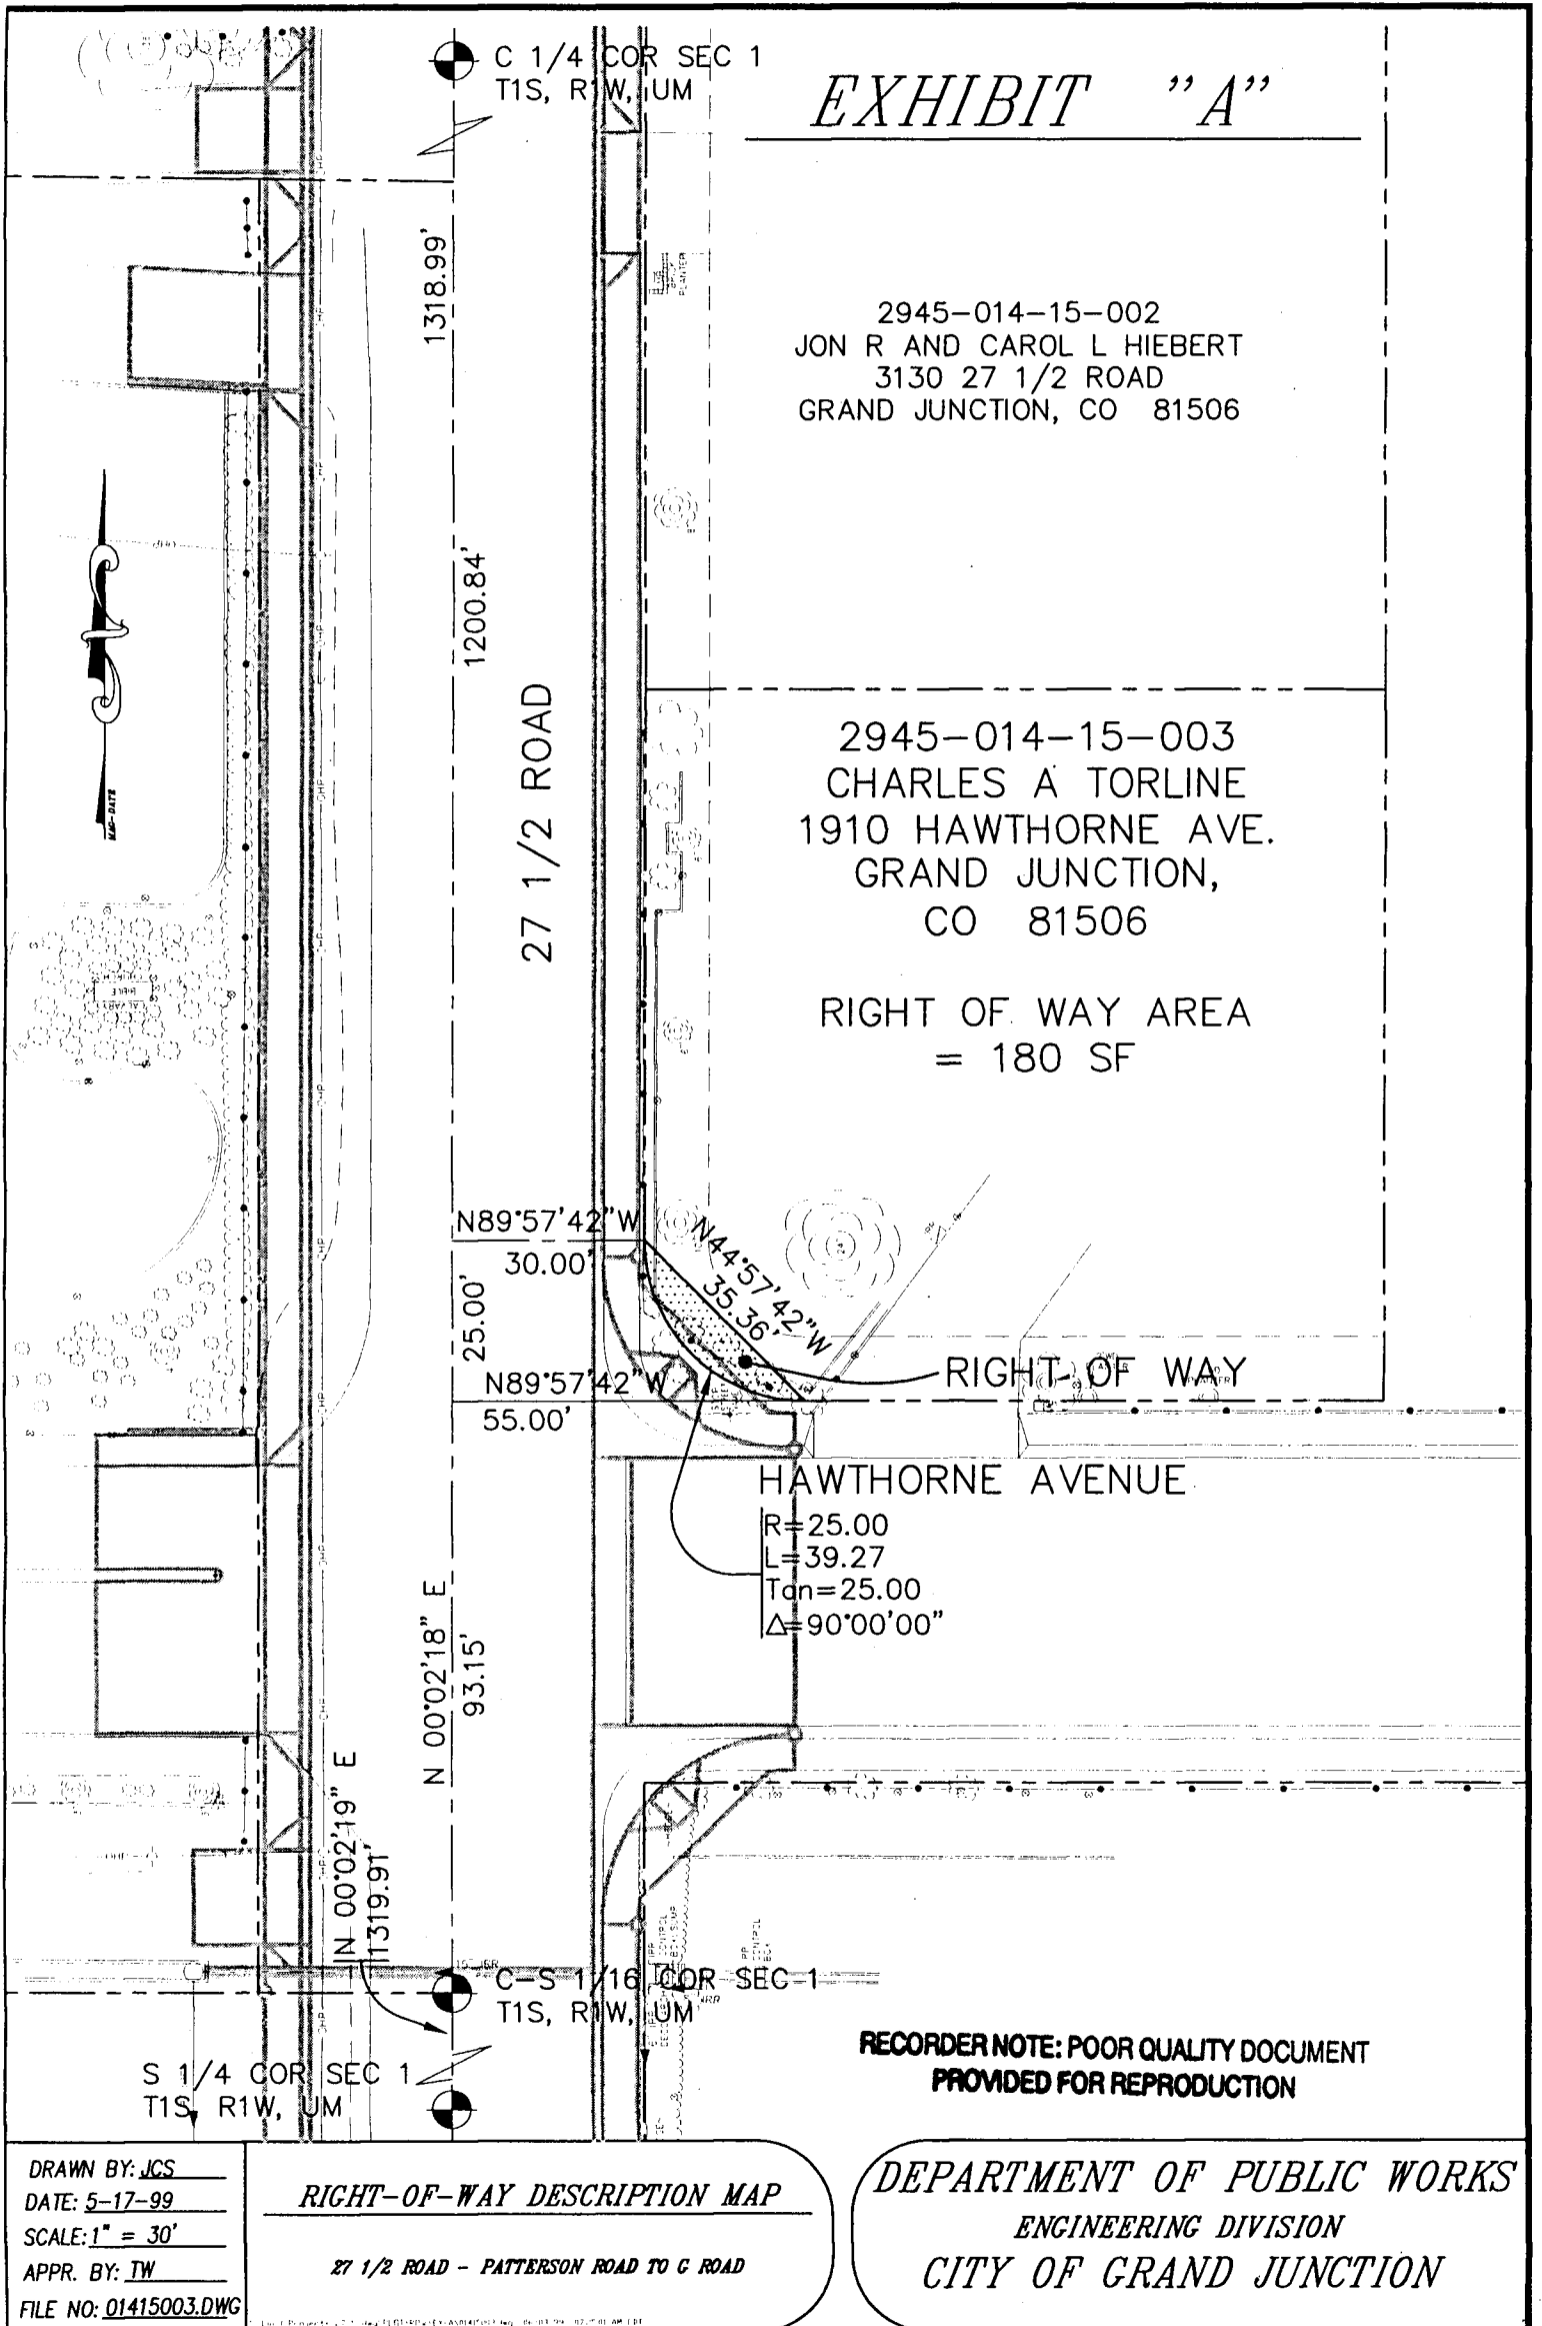 C 1/4 COR SEC 1
T1S, R1W, UM
EXHIBIT "A"
1318.99'
2945-014-15-002
JON R AND CAROL L HIEBERT
3130 27 1/2 ROAD
GRAND JUNCTION, CO 81506
1200.84'
27 1/2 ROAD
2945-014-15-003
CHARLES A TORLINE
1910 HAWTHORNE AVE.
GRAND JUNCTION,
CO 81506
RIGHT OF WAY AREA
= 180 SF
MAG-DATE
PLANTER
N89°57'42"W
30.00'
25.00'
N44°57'42"W
35.36'
N89°57'42"W
55.00'
RIGHT OF WAY
HAWTHORNE AVENUE
R=25.00
L=39.27
Tan=25.00
Δ=90°00'00"
N 00°02'18" E
93.15'
N 00°02'19" E
1319.91'
C-S 1/16 COR SEC 1
T1S, R1W, UM
S 1/4 COR SEC 1
T1S, R1W, UM
RECORDER NOTE: POOR QUALITY DOCUMENT
PROVIDED FOR REPRODUCTION
DRAWN BY: JCS
DATE: 5-17-99
SCALE: 1" = 30'
APPR. BY: TW
FILE NO: 01415003.DWG
RIGHT-OF-WAY DESCRIPTION MAP
27 1/2 ROAD - PATTERSON ROAD TO G ROAD
DEPARTMENT OF PUBLIC WORKS
ENGINEERING DIVISION
CITY OF GRAND JUNCTION